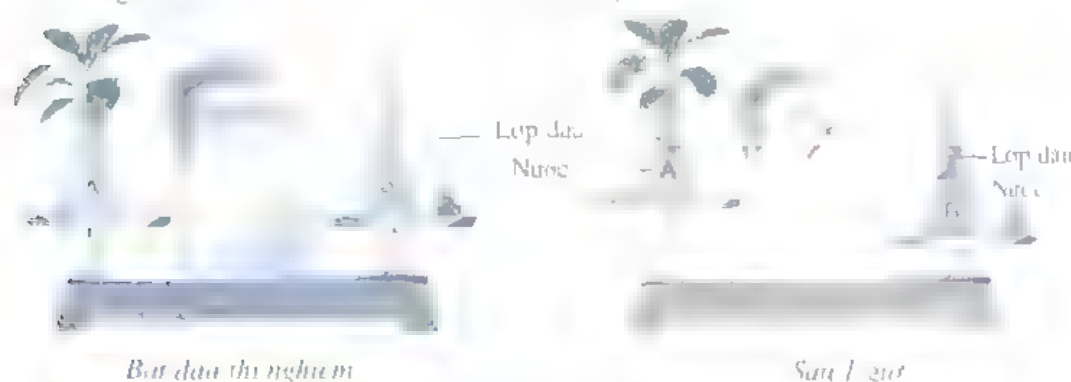 Lớp dầu
Nước
A
Lớp dầu
Nước
A
B
Bắt đầu thí nghiệm
Sau 1 giờ